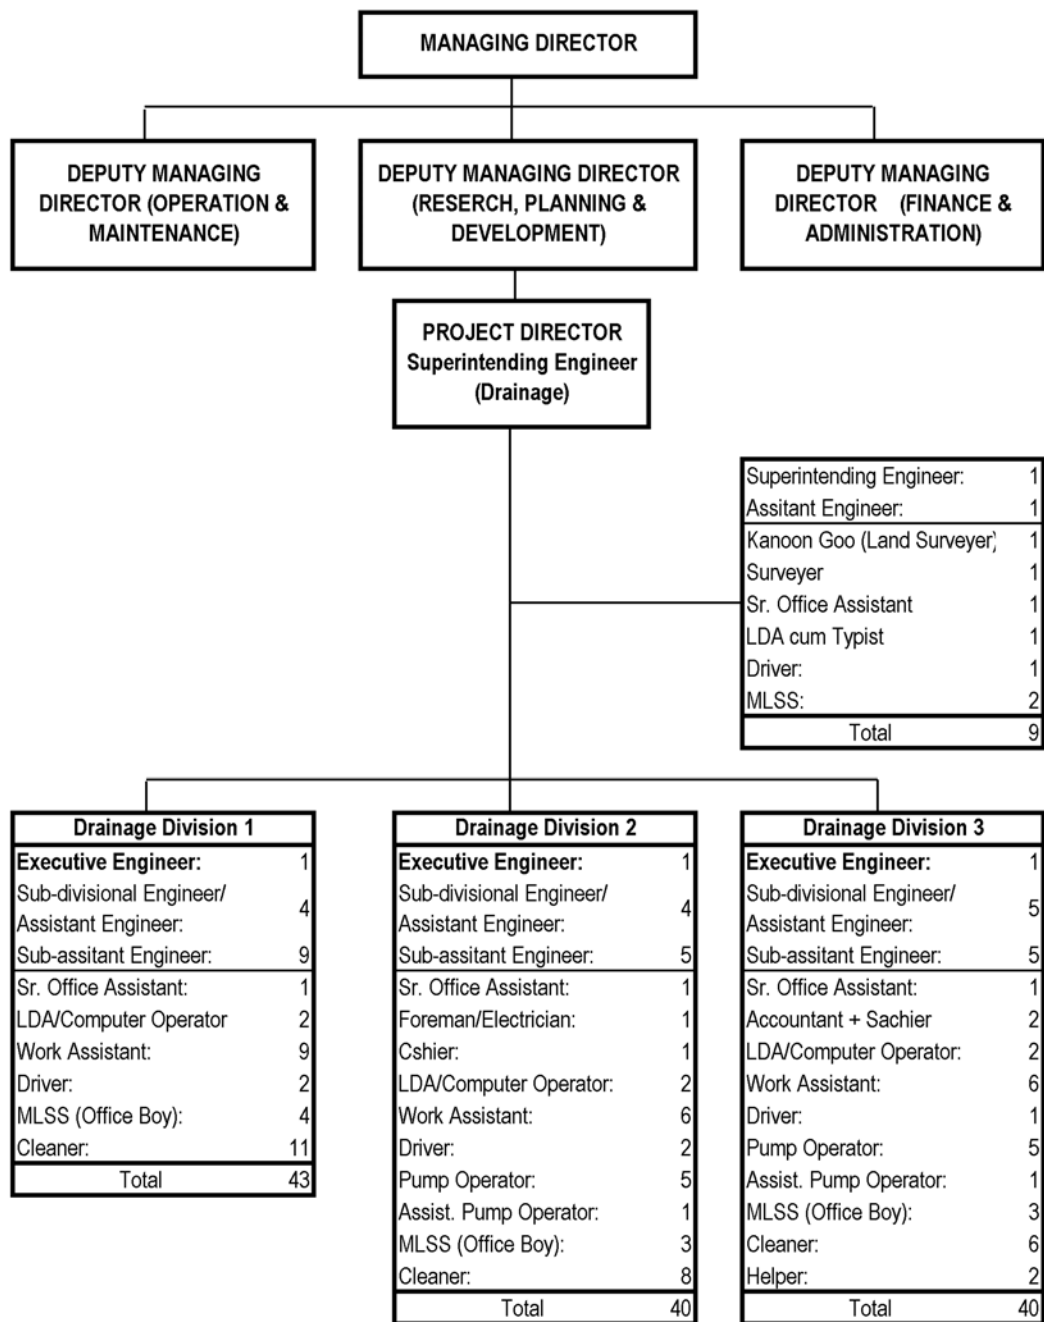 MANAGING DIRECTOR
DEPUTY MANAGING
DIRECTOR (OPERATION &
MAINTENANCE)
DEPUTY MANAGING DIRECTOR
(RESERCH, PLANNING &
DEVELOPMENT)
DEPUTY MANAGING
DIRECTOR (FINANCE &
ADMINISTRATION)
PROJECT DIRECTOR
Superintending Engineer
(Drainage)
Superintending Engineer: 1
Assitant Engineer: 1
Kanoon Goo (Land Surveyer) 1
Surveyer 1
Sr. Office Assistant 1
LDA cum Typist 1
Driver: 1
MLSS: 2
Total 9
Drainage Division 1
Executive Engineer: 1
Sub-divisional Engineer/
Assistant Engineer: 4
Sub-assitant Engineer: 9
Sr. Office Assistant: 1
LDA/Computer Operator 2
Work Assistant: 9
Driver: 2
MLSS (Office Boy): 4
Cleaner: 11
Total 43
Drainage Division 2
Executive Engineer: 1
Sub-divisional Engineer/
Assistant Engineer: 4
Sub-assitant Engineer: 5
Sr. Office Assistant: 1
Foreman/Electrician: 1
Cshier: 1
LDA/Computer Operator: 2
Work Assistant: 6
Driver: 2
Pump Operator: 5
Assist. Pump Operator: 1
MLSS (Office Boy): 3
Cleaner: 8
Total 40
Drainage Division 3
Executive Engineer: 1
Sub-divisional Engineer/
Assistant Engineer: 5
Sub-assitant Engineer: 5
Sr. Office Assistant: 1
Accountant + Sachier 2
LDA/Computer Operator: 2
Work Assistant: 6
Driver: 1
Pump Operator: 5
Assist. Pump Operator: 1
MLSS (Office Boy): 3
Cleaner: 6
Helper: 2
Total 40